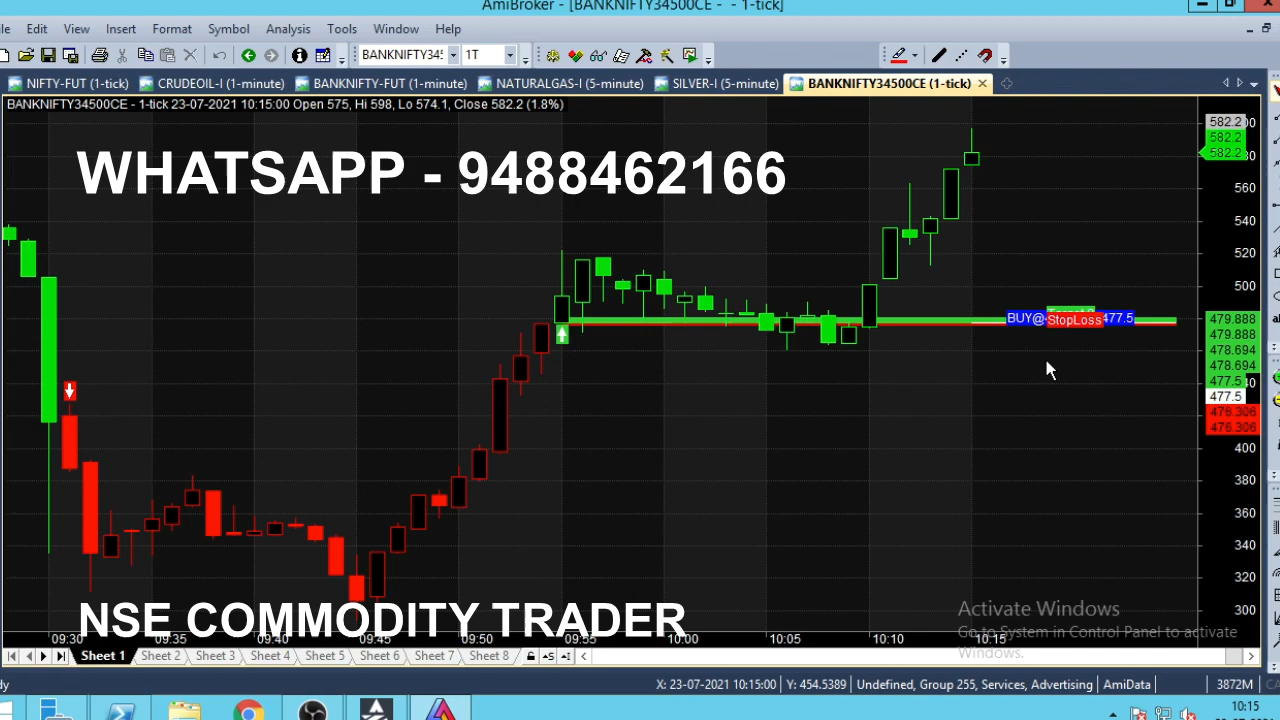 AmiBroker - [BANKNIFTY34500CE - - 1-tick]
Edit View Insert Format Tools Symbol Analysis Tools Window Help
BANKNIFTY34 1T
NIFTY-FUT (1-tick) CRUDEOIL-I (1-minute) BANKNIFTY-FUT (1-minute) NATURALGAS-I (5-minute) SILVER-I (5-minute) BANKNIFTY34500CE (1-tick)
BANKNIFTY34500CE - 1-tick 23-07-2021 10:15:00 Open 575, Hi 598, Lo 574.1, Close 582.2 (1.8%)
WHATSAPP - 9488462166
582.2
582.2
582.2
560
540
520
500
BUY@ StopLoss 477.5
479.888
479.888
478.694
478.694
477.5
477.5
476.306
476.306
400
380
360
340
320
300
NSE COMMODITY TRADER
Activate Windows
Go to System in Control Panel to activate
Windows.
09:30 09:35 09:40 09:45 09:50 09:55 10:00 10:05 10:10 10:15
Sheet 1 Sheet 2 Sheet 3 Sheet 4 Sheet 5 Sheet 6 Sheet 7 Sheet 8
X: 23-07-2021 10:15:00 Y: 454.5389 Undefined, Group 255, Services, Advertising AmiData 3872M
10:15